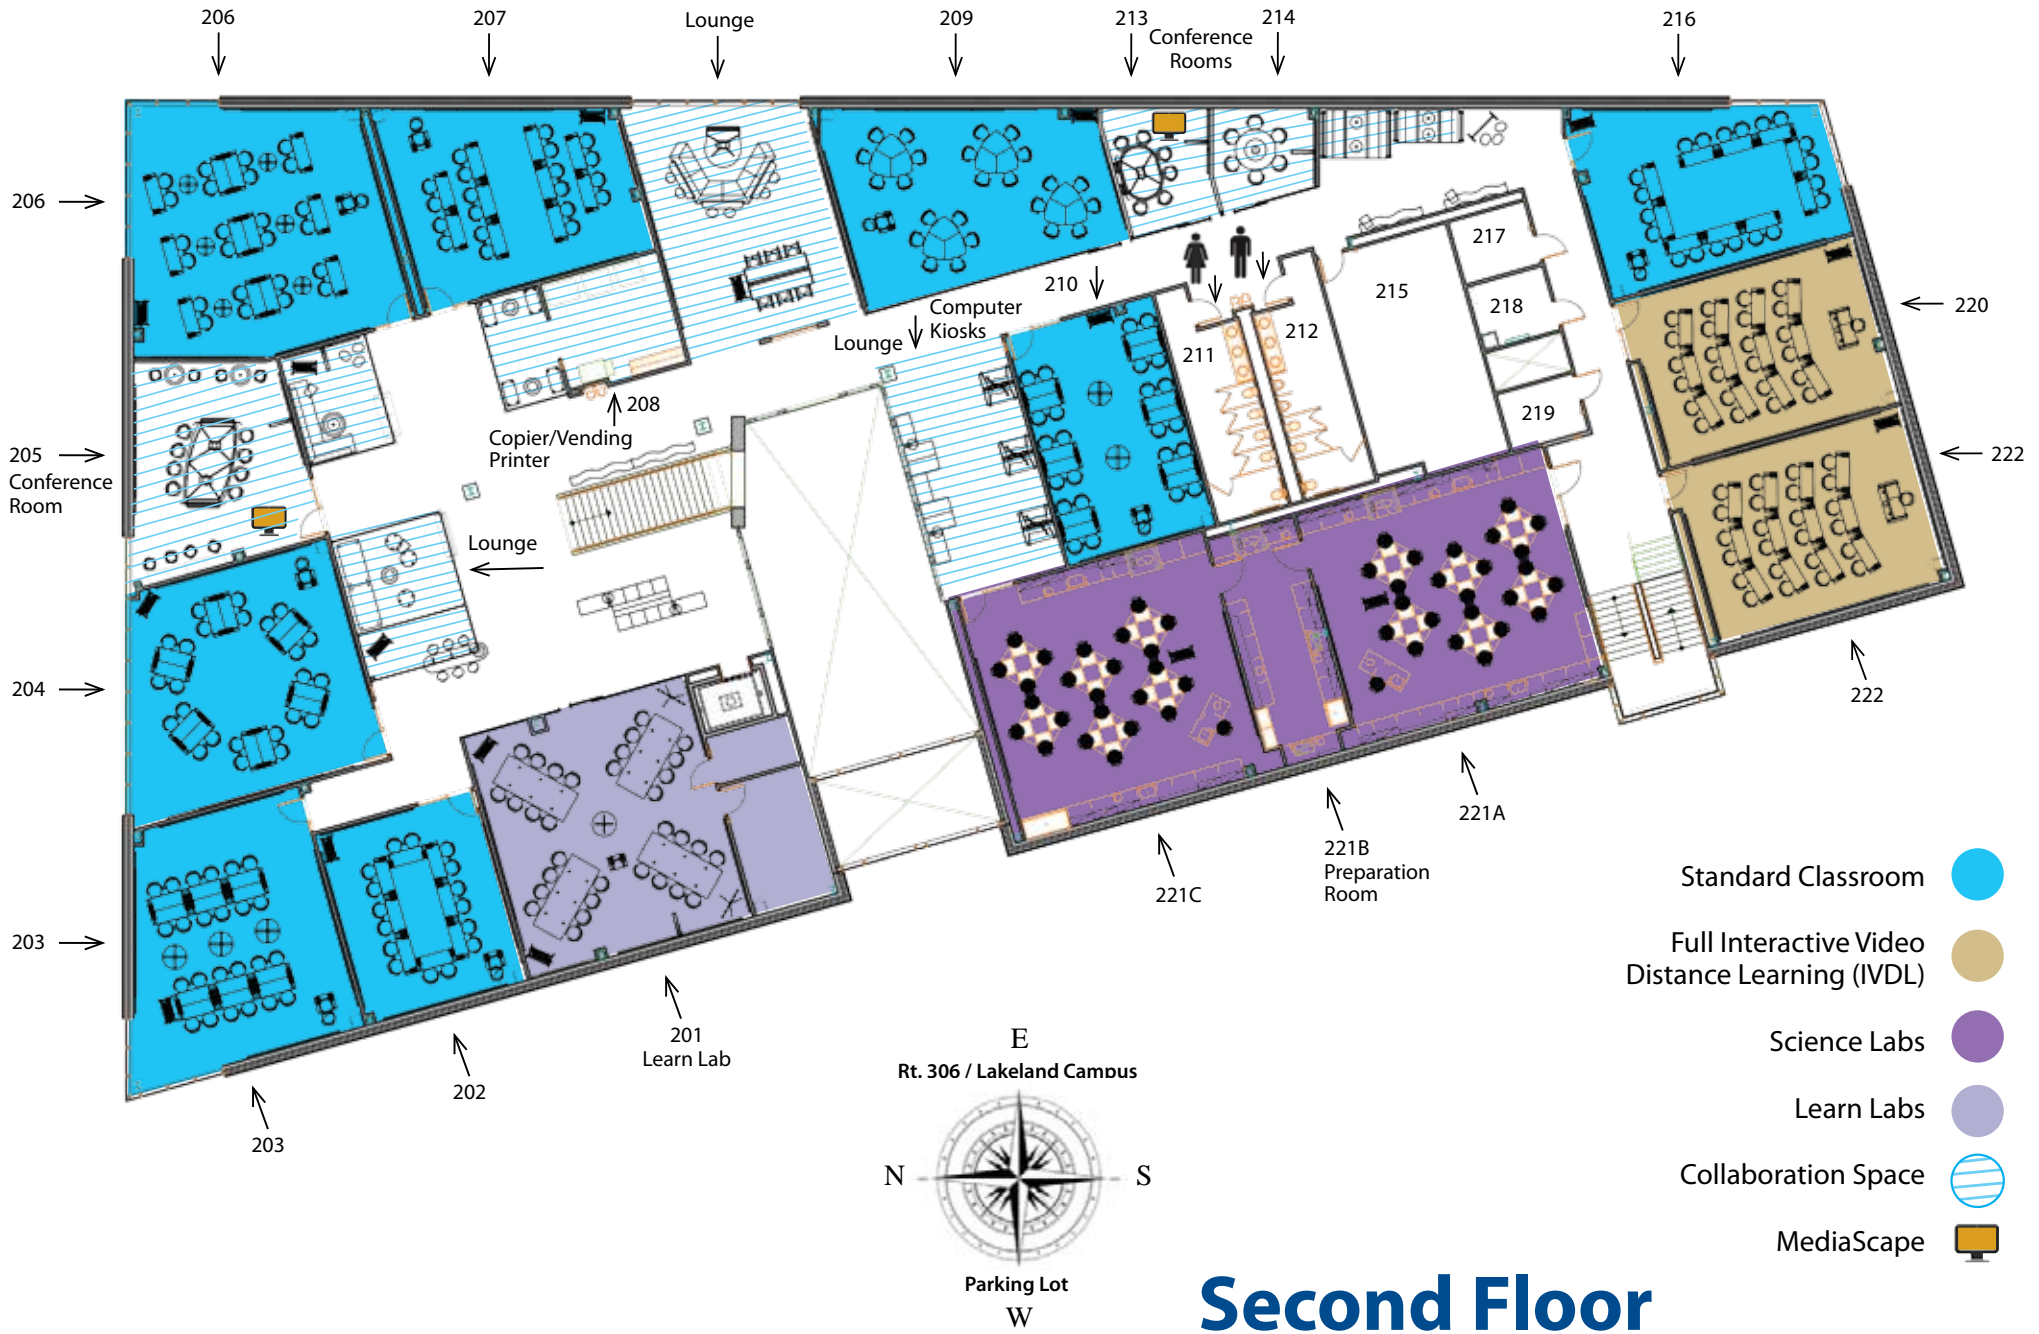 206
207
Lounge
209
213
214
216
Conference
Rooms
206
217
210
215
220
218
Computer
Kiosks
Lounge
212
211
208
219
Copier/Vending
Printer
205
Conference
Room
222
Lounge
204
222
221A
221B
Preparation
Room
221C
Standard Classroom
203
Full Interactive Video
Distance Learning (IVDL)
201
Learn Lab
202
203
Science Labs
Learn Labs
Collaboration Space
MediaScape
E
Rt. 306 / Lakeland Campus
N
S
Parking Lot
W
Second Floor